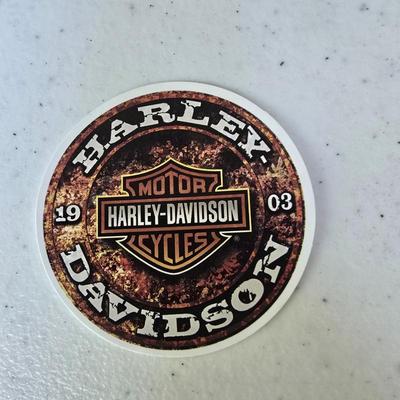 HARLEY-
MOTOR
19 HARLEY-DAVIDSON 03
CYCLES
®
DAVIDSON